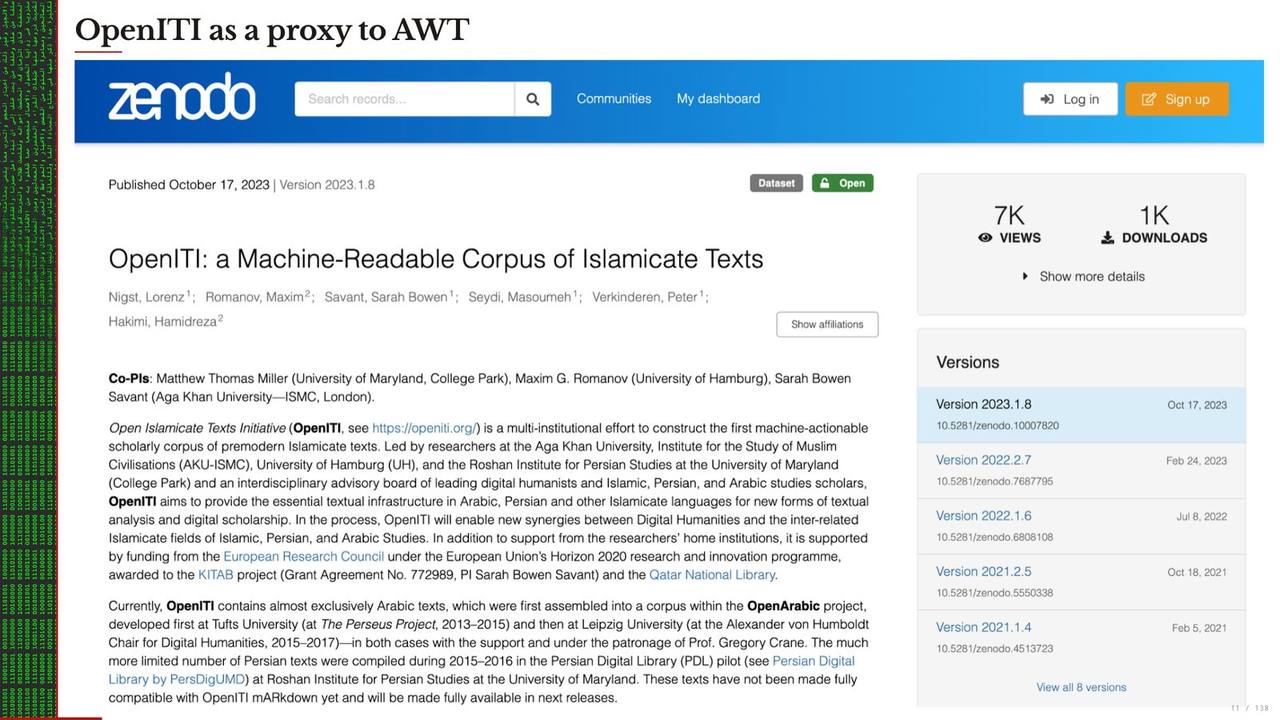 OpenITI as a proxy to AWT
zenodo
Search records...
Communities
My dashboard
Log in
Sign up
Published October 17, 2023 | Version 2023.1.8
Dataset
Open
OpenITI: a Machine-Readable Corpus of Islamicate Texts
Nigst, Lorenz¹; Romanov, Maxim²; Savant, Sarah Bowen¹; Seydi, Masoumeh¹; Verkinderen, Peter¹;
Hakimi, Hamidreza²
Show affiliations
Co-PIs: Matthew Thomas Miller (University of Maryland, College Park), Maxim G. Romanov (University of Hamburg), Sarah Bowen
Savant (Aga Khan University—ISMC, London).
Open Islamicate Texts Initiative (OpenITI, see https://openiti.org/) is a multi-institutional effort to construct the first machine-actionable
scholarly corpus of premodern Islamicate texts. Led by researchers at the Aga Khan University, Institute for the Study of Muslim
Civilisations (AKU-ISMC), University of Hamburg (UH), and the Roshan Institute for Persian Studies at the University of Maryland
(College Park) and an interdisciplinary advisory board of leading digital humanists and Islamic, Persian, and Arabic studies scholars,
OpenITI aims to provide the essential textual infrastructure in Arabic, Persian and other Islamicate languages for new forms of textual
analysis and digital scholarship. In the process, OpenITI will enable new synergies between Digital Humanities and the inter-related
Islamicate fields of Islamic, Persian, and Arabic Studies. In addition to support from the researchers' home institutions, it is supported
by funding from the European Research Council under the European Union's Horizon 2020 research and innovation programme,
awarded to the KITAB project (Grant Agreement No. 772989, PI Sarah Bowen Savant) and the Qatar National Library.
Currently, OpenITI contains almost exclusively Arabic texts, which were first assembled into a corpus within the OpenArabic project,
developed first at Tufts University (at The Perseus Project, 2013–2015) and then at Leipzig University (at the Alexander von Humboldt
Chair for Digital Humanities, 2015–2017)—in both cases with the support and under the patronage of Prof. Gregory Crane. The much
more limited number of Persian texts were compiled during 2015–2016 in the Persian Digital Library (PDL) pilot (see Persian Digital
Library by PersDigUMD) at Roshan Institute for Persian Studies at the University of Maryland. These texts have not been made fully
compatible with OpenITI mARkdown yet and will be made fully available in next releases.
7K
VIEWS
1K
DOWNLOADS
Show more details
Versions
Version 2023.1.8 Oct 17, 2023
10.5281/zenodo.10007820
Version 2022.2.7 Feb 24, 2023
10.5281/zenodo.7687795
Version 2022.1.6 Jul 8, 2022
10.5281/zenodo.6808108
Version 2021.2.5 Oct 18, 2021
10.5281/zenodo.5550338
Version 2021.1.4 Feb 5, 2021
10.5281/zenodo.4513723
View all 8 versions
11 / 138